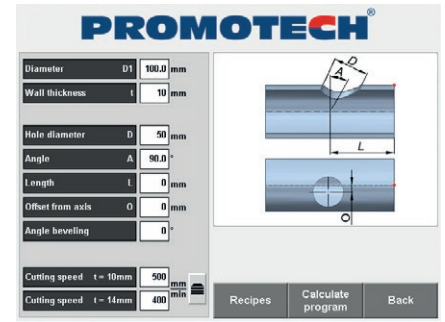 PROMOTECH®
Diameter D1 100.0 mm
Wall thickness t 10 mm
Hole diameter D 50 mm
Angle A 90.0 °
Length L 0 mm
Offset from axis O 0 mm
Angle beveling 0 °
Cutting speed t = 10mm 500 mm
min
Cutting speed t = 14mm 400
D
A
L
O
Recipes Calculate program Back